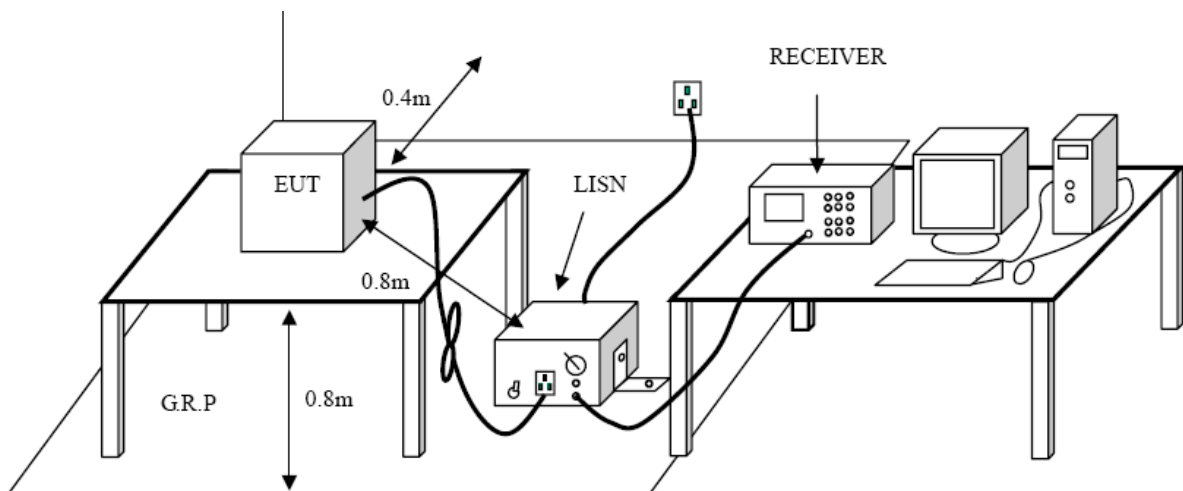 RECEIVER
0.4m
EUT
LISN
0.8m
G.R.P
0.8m